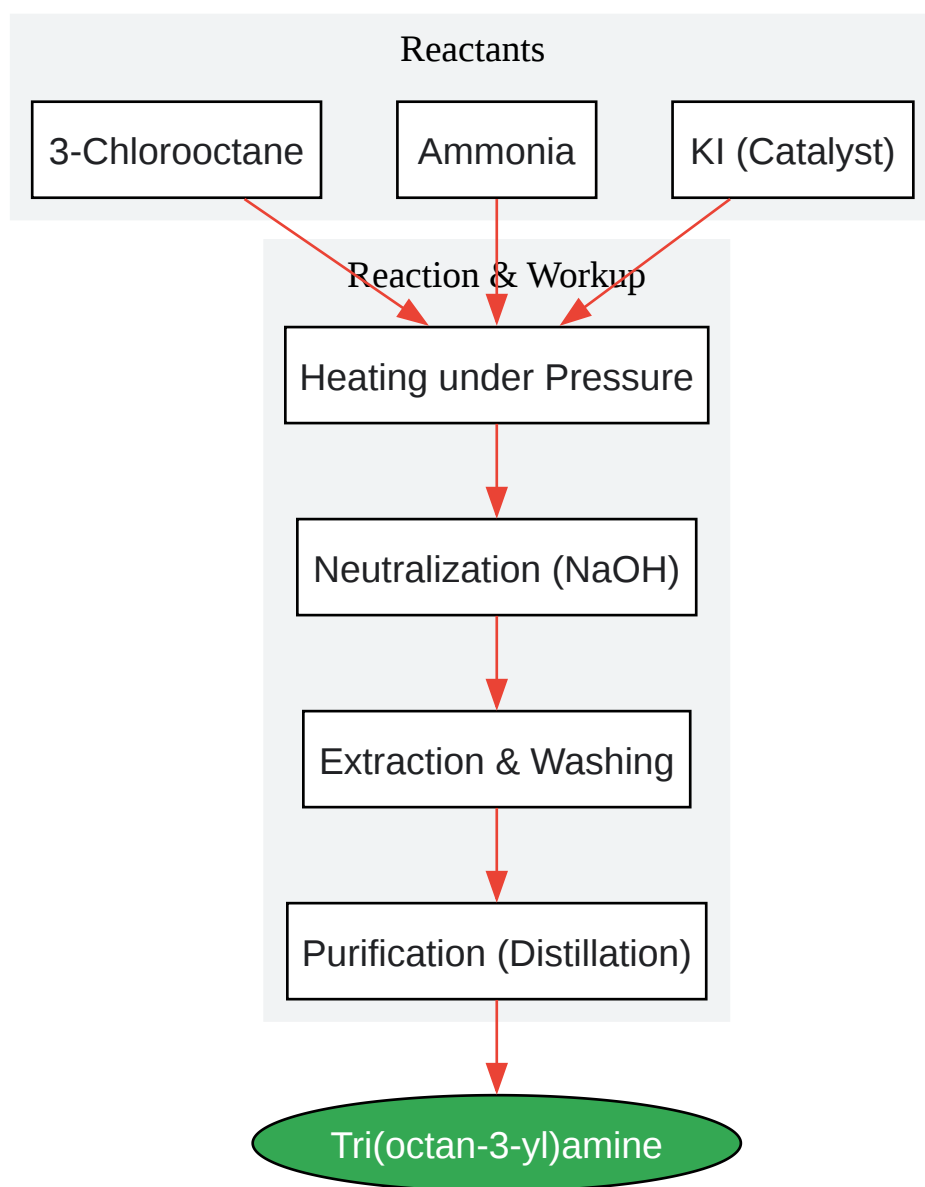 Reactants
3-Chlorooctane
Ammonia
KI (Catalyst)
Reaction & Workup
Heating under Pressure
Neutralization (NaOH)
Extraction & Washing
Purification (Distillation)
Tri(octan-3-yl)amine